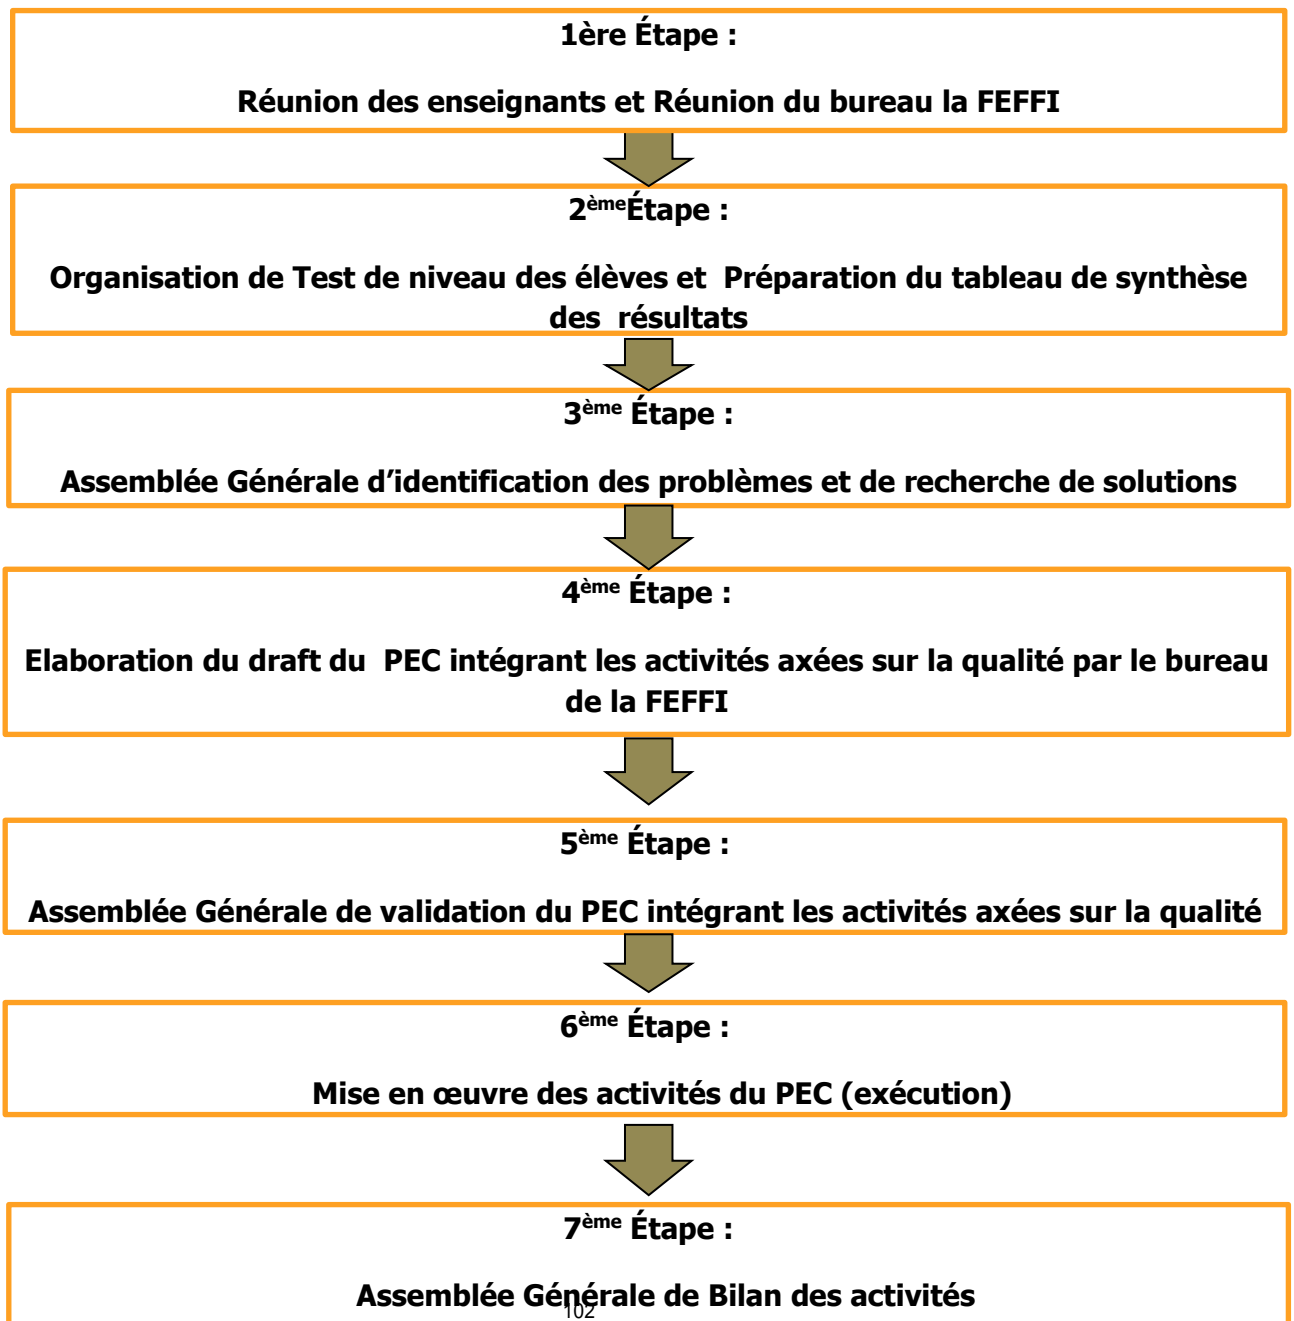 1ère Étape :
Réunion des enseignants et Réunion du bureau la FEFFI
2èmeÉtape :
Organisation de Test de niveau des élèves et  Préparation du tableau de synthèse
des  résultats
3ème Étape :
Assemblée Générale d’identification des problèmes et de recherche de solutions
4ème Étape :
Elaboration du draft du  PEC intégrant les activités axées sur la qualité par le bureau
de la FEFFI
5ème Étape :
Assemblée Générale de validation du PEC intégrant les activités axées sur la qualité
6ème Étape :
Mise en œuvre des activités du PEC (exécution)
7ème Étape :
Assemblée Générale de Bilan des activités
102